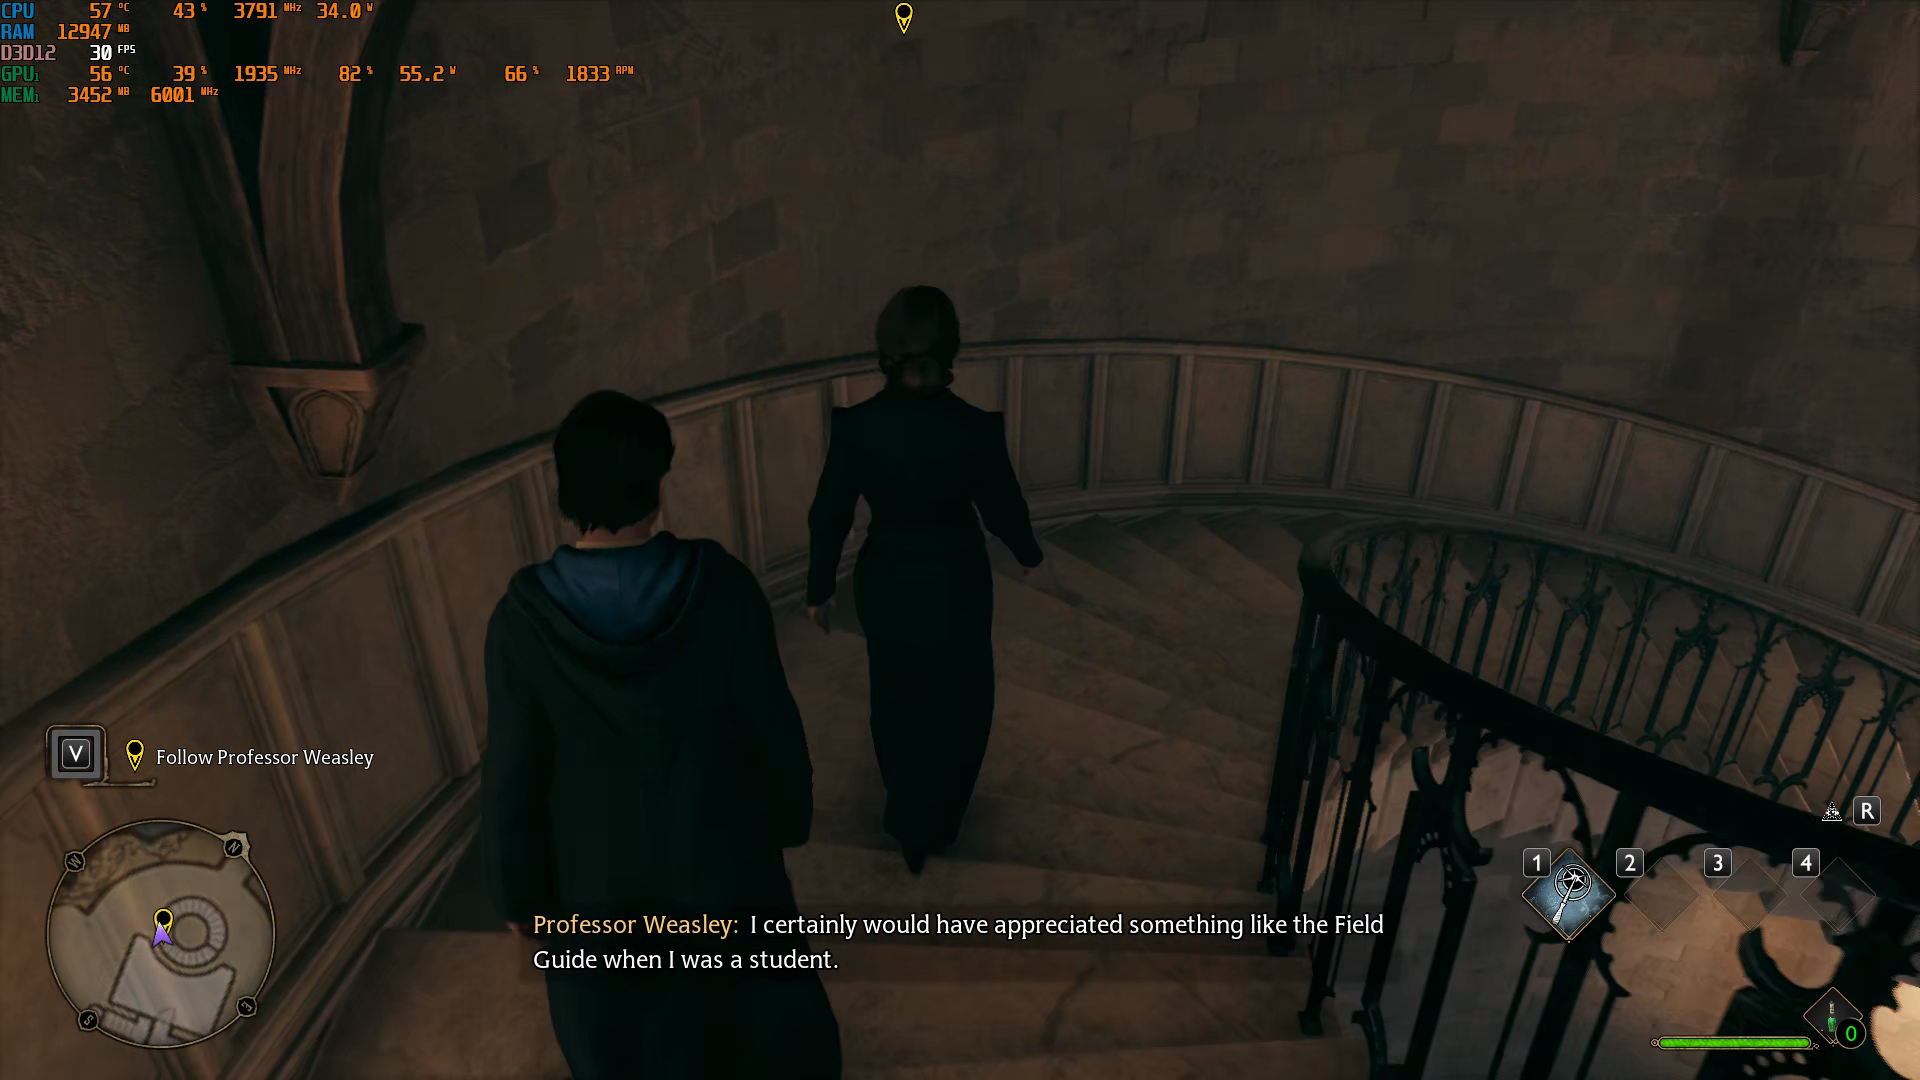 CPU 57 °C 43 % 3791 MHz 34.0 W
RAM 12947 MB
D3D12 30 FPS
GPU1 56 °C 39 % 1935 MHz 82 % 55.2 W 66 % 1833 RPM
MEM1 3452 MB 6001 MHz
V Follow Professor Weasley
R
1 2 3 4
W N
S E
Professor Weasley: I certainly would have appreciated something like the Field
Guide when I was a student.
0